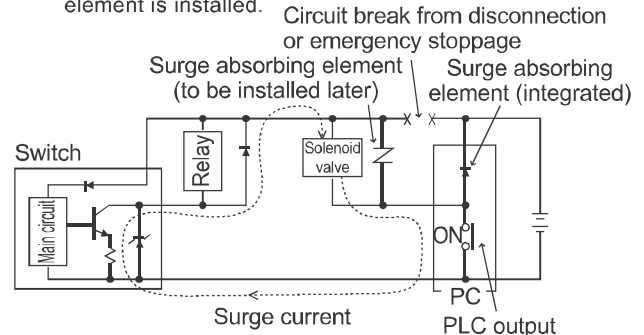 element is installed.
Circuit break from disconnection
or emergency stoppage
Surge absorbing element
(to be installed later)
Surge absorbing
element (integrated)
Switch
Relay
Solenoid
valve
Main circuit
ON
PC
Surge current
PLC output